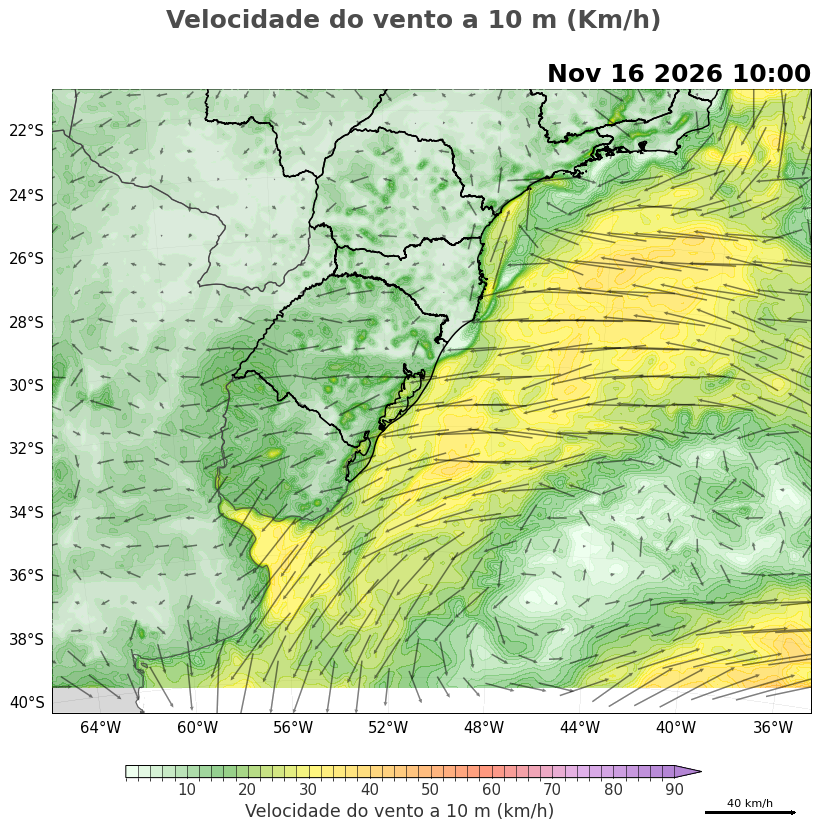 Velocidade do vento a 10 m (Km/h)
Nov 16 2026 10:00
22°S
24°S
26°S
28°S
30°S
32°S
34°S
36°S
38°S
40°S
64°W 60°W 56°W 52°W 48°W 44°W 40°W 36°W
10 20 30 40 50 60 70 80 90
Velocidade do vento a 10 m (km/h)
40 km/h